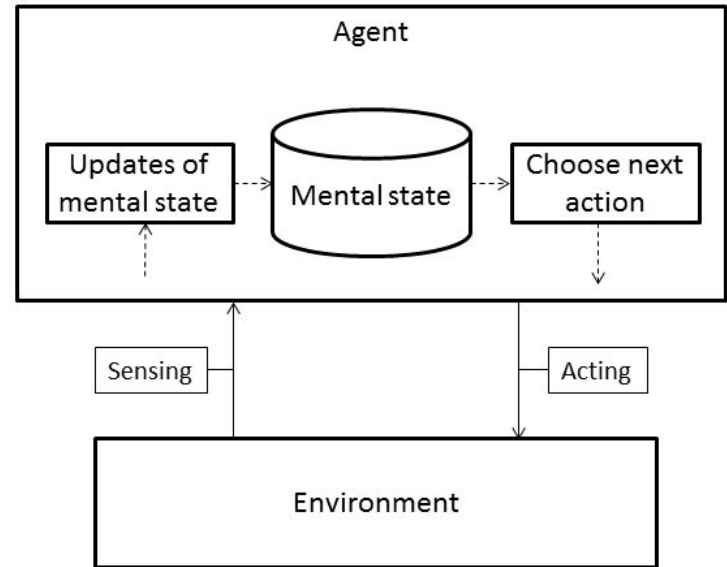 Agent
Updates of
mental state
Mental state
Choose next
action
Sensing
Acting
Environment